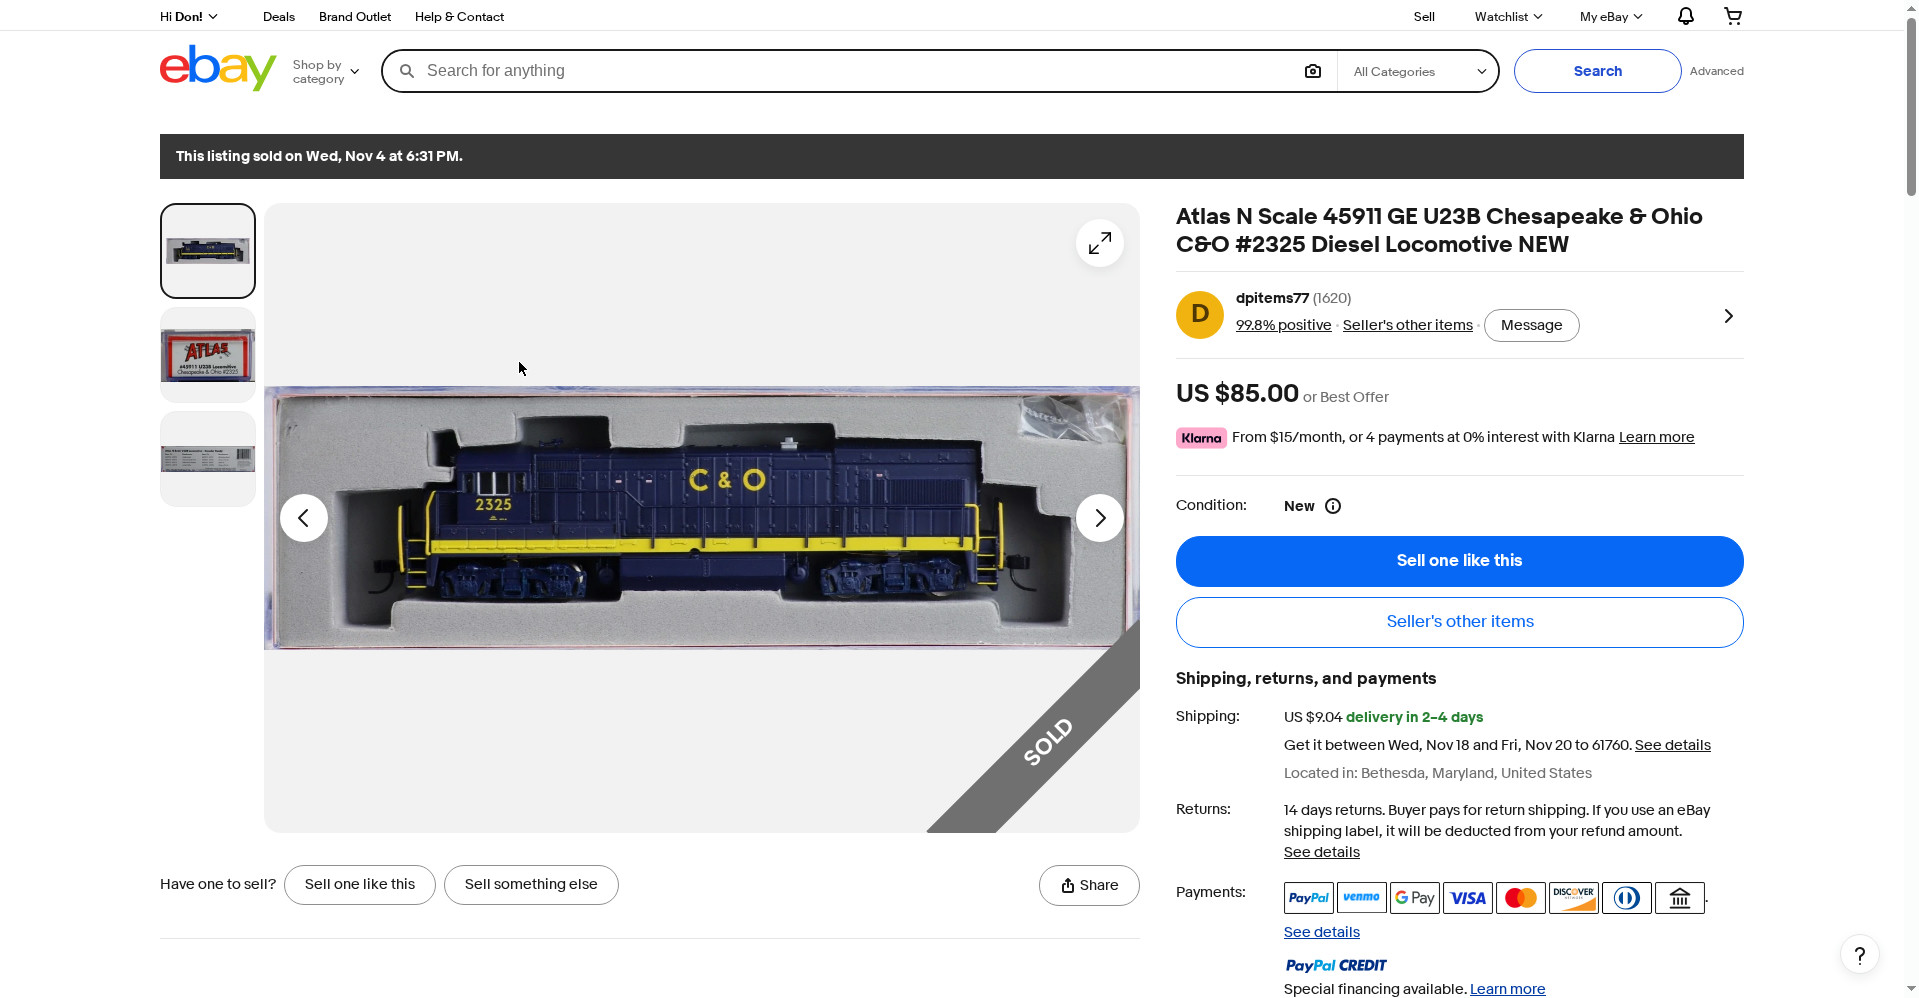 Hi Don!
Deals
Brand Outlet
Help & Contact
Sell
Watchlist
My eBay
ebay
Shop by
category
Search for anything
All Categories
Search
Advanced
This listing sold on Wed, Nov 4 at 6:31 PM.
ATLAS
#45911 U23B Locomotive
Chesapeake & Ohio #2325
C & O
2325
SOLD
Have one to sell?
Sell one like this
Sell something else
Share
Atlas N Scale 45911 GE U23B Chesapeake & Ohio
C&O #2325 Diesel Locomotive NEW
D
dpitems77 (1620)
99.8% positive · Seller's other items · Message
US $85.00 or Best Offer
Klarna From $15/month, or 4 payments at 0% interest with Klarna Learn more
Condition:
New
Sell one like this
Seller's other items
Shipping, returns, and payments
Shipping:
US $9.04 delivery in 2–4 days
Get it between Wed, Nov 18 and Fri, Nov 20 to 61760. See details
Located in: Bethesda, Maryland, United States
Returns:
14 days returns. Buyer pays for return shipping. If you use an eBay
shipping label, it will be deducted from your refund amount.
See details
Payments:
PayPal venmo G Pay VISA DISCOVER NETWORK .
See details
PayPal CREDIT
Special financing available. Learn more
?